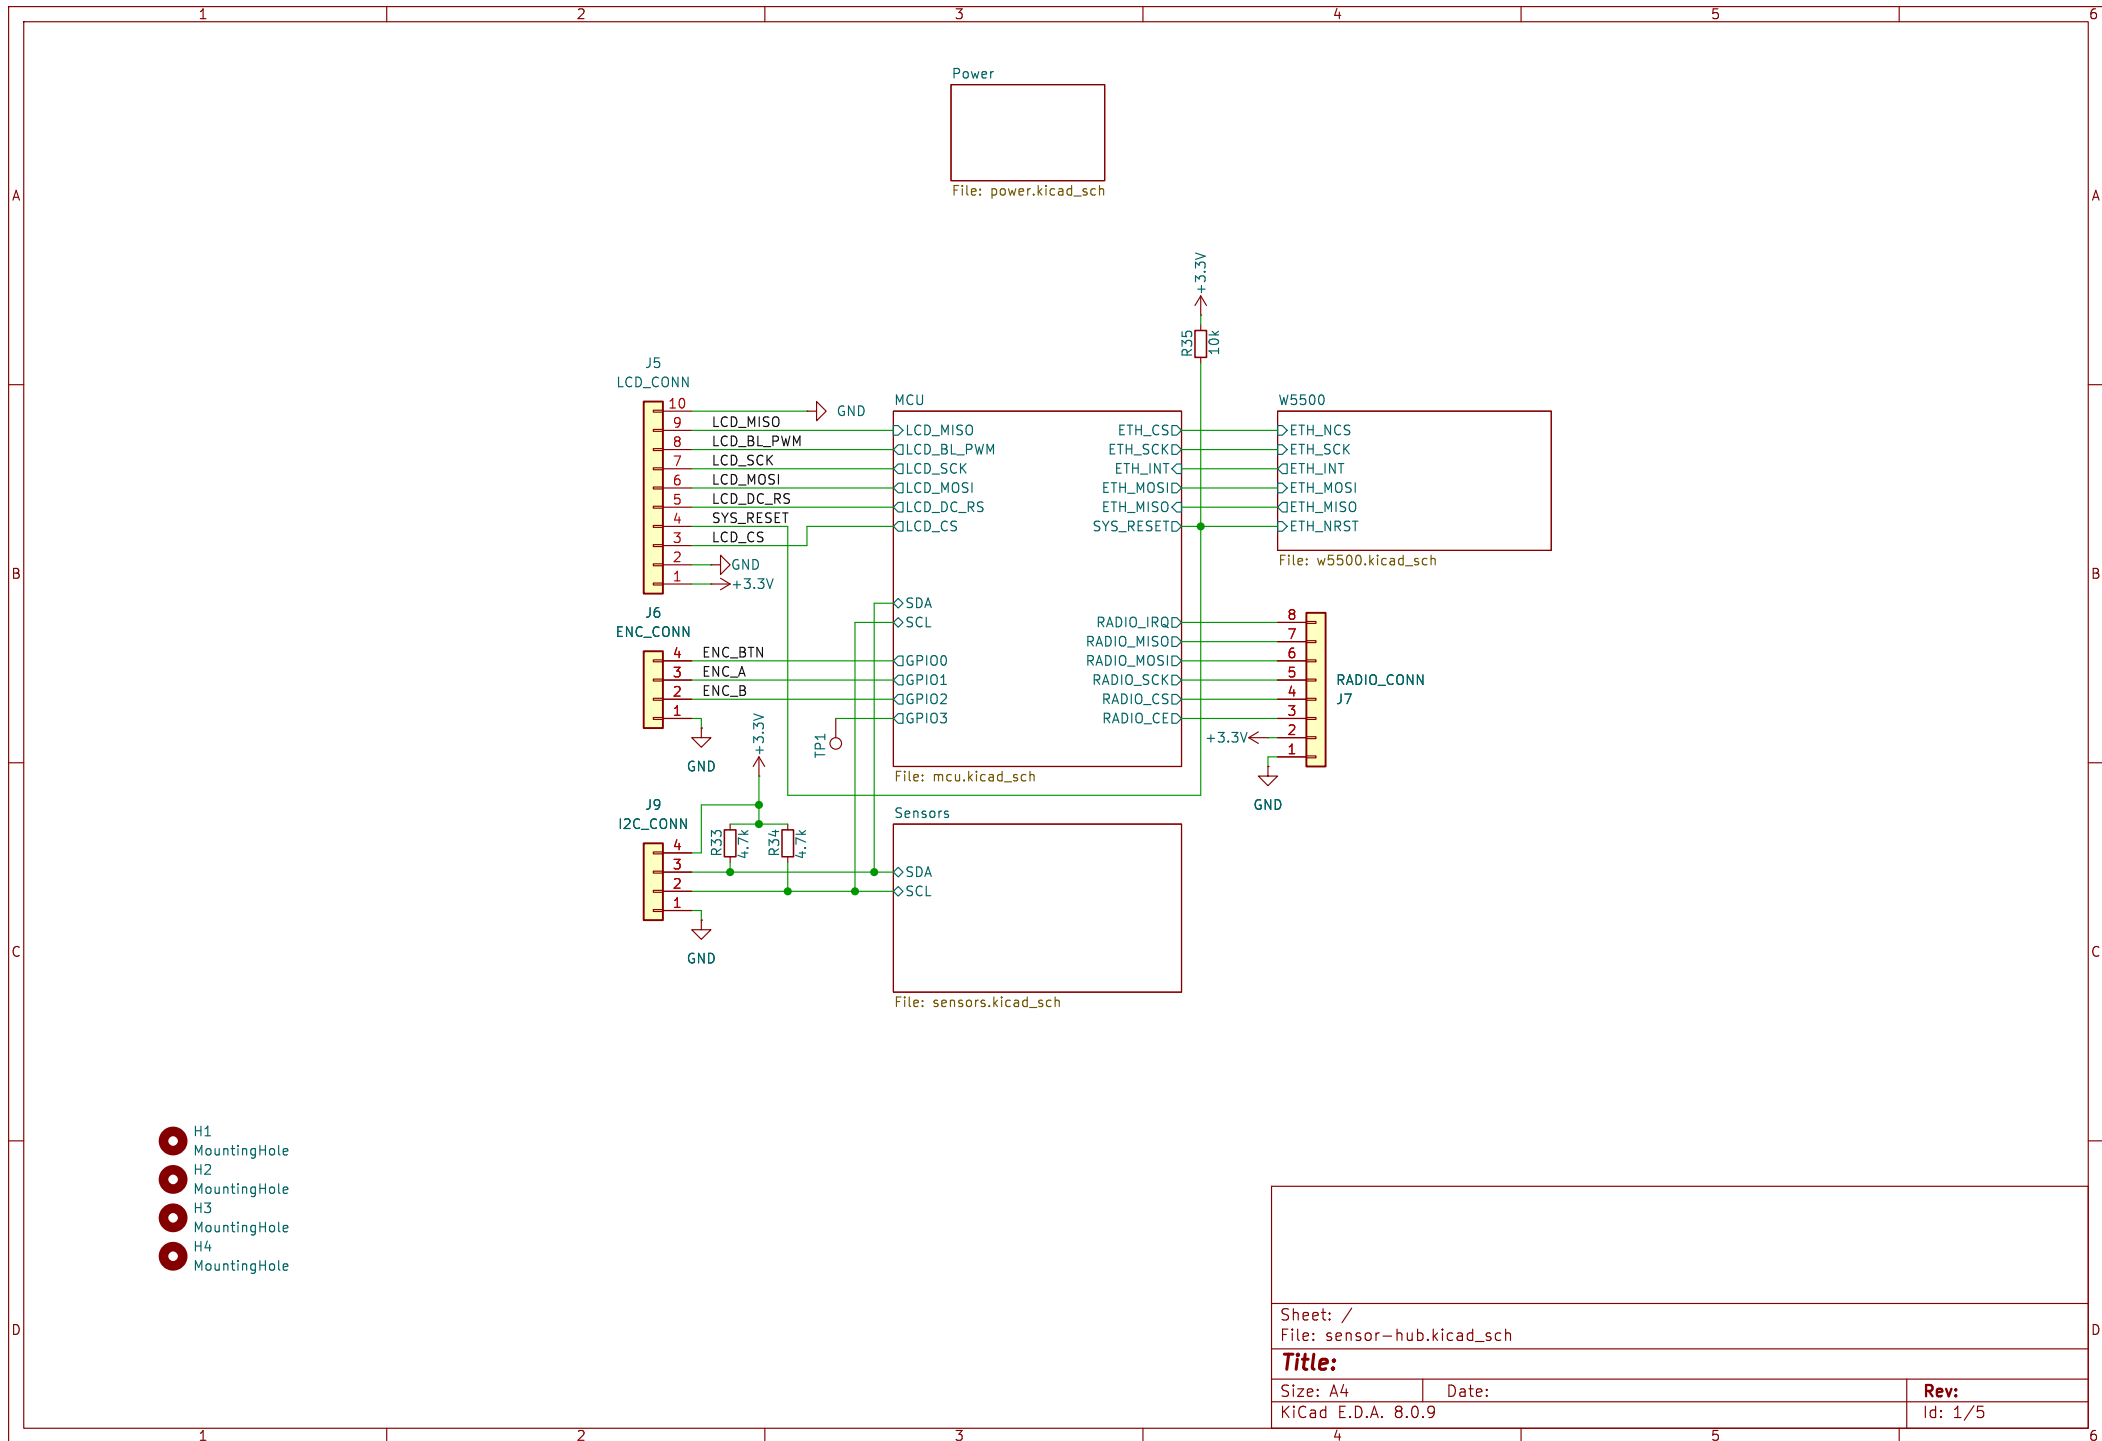 1 2 3 4 5 6
A A
B B
C C
D D
Power
File: power.kicad_sch
+3.3V
R35
10k
J5
LCD_CONN
10
9
8
7
6
5
4
3
2
1
LCD_MISO
LCD_BL_PWM
LCD_SCK
LCD_MOSI
LCD_DC_RS
SYS_RESET
LCD_CS
GND
GND
+3.3V
MCU
LCD_MISO
LCD_BL_PWM
LCD_SCK
LCD_MOSI
LCD_DC_RS
LCD_CS
SDA
SCL
GPIO0
GPIO1
GPIO2
GPIO3
ETH_CS
ETH_SCK
ETH_INT
ETH_MOSI
ETH_MISO
SYS_RESET
RADIO_IRQ
RADIO_MISO
RADIO_MOSI
RADIO_SCK
RADIO_CS
RADIO_CE
File: mcu.kicad_sch
W5500
ETH_NCS
ETH_SCK
ETH_INT
ETH_MOSI
ETH_MISO
ETH_NRST
File: w5500.kicad_sch
J6
ENC_CONN
4
3
2
1
ENC_BTN
ENC_A
ENC_B
GND
TP1
8
7
6
5
4
3
2
1
RADIO_CONN
J7
+3.3V
GND
+3.3V
J9
I2C_CONN
4
3
2
1
R33
4.7k
R34
4.7k
GND
Sensors
SDA
SCL
File: sensors.kicad_sch
H1
MountingHole
H2
MountingHole
H3
MountingHole
H4
MountingHole
Sheet: /
File: sensor-hub.kicad_sch
Title:
Size: A4 Date: Rev:
KiCad E.D.A. 8.0.9 Id: 1/5
1 2 3 4 5 6